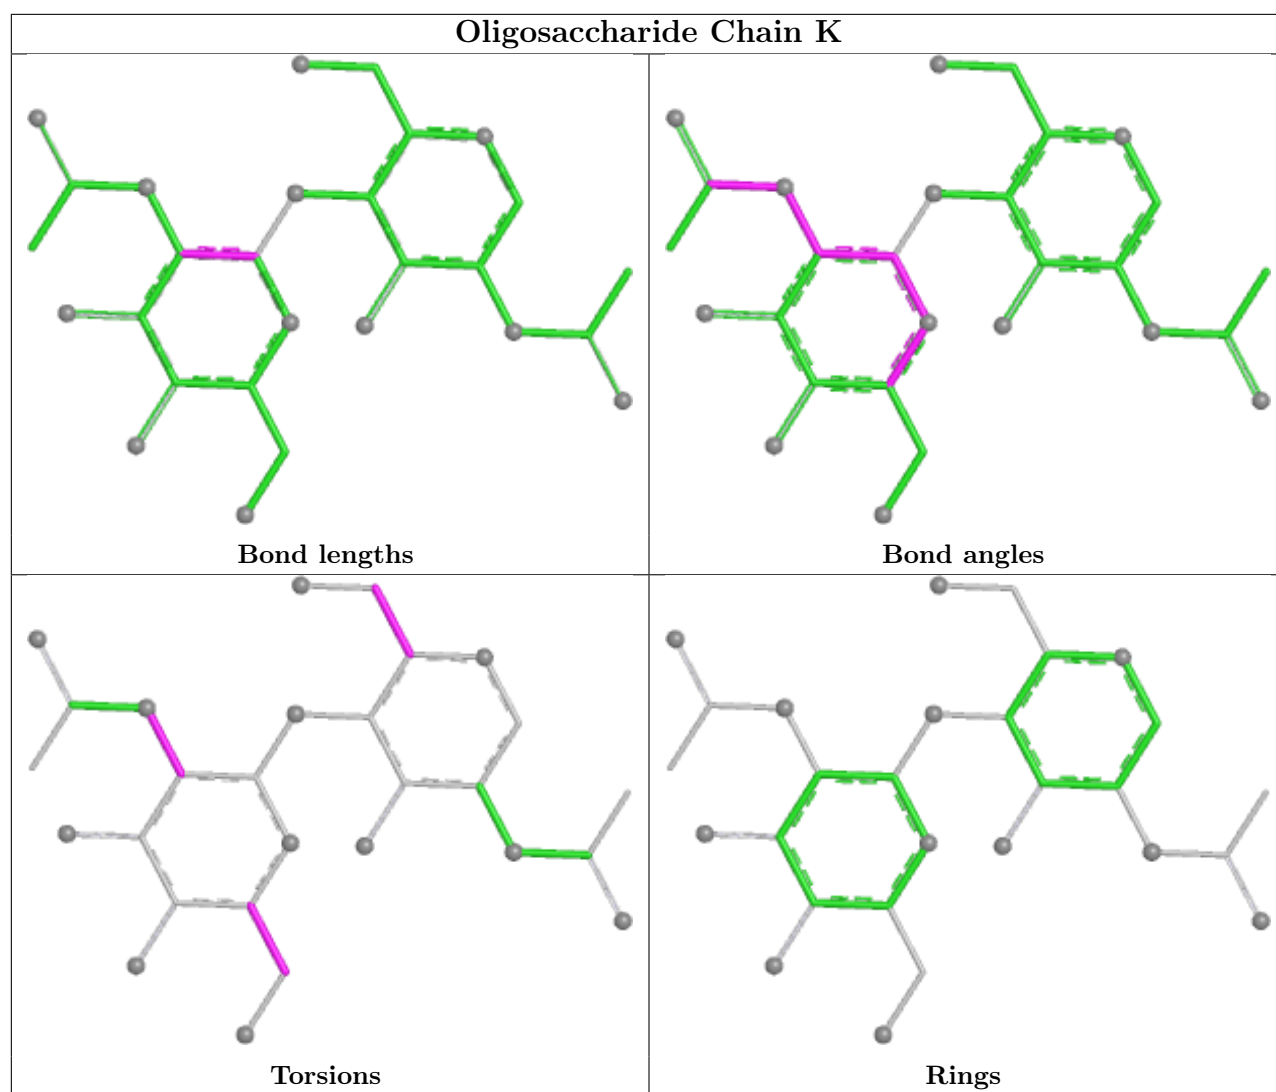 Oligosaccharide Chain K
Bond lengths
Bond angles
Torsions
Rings